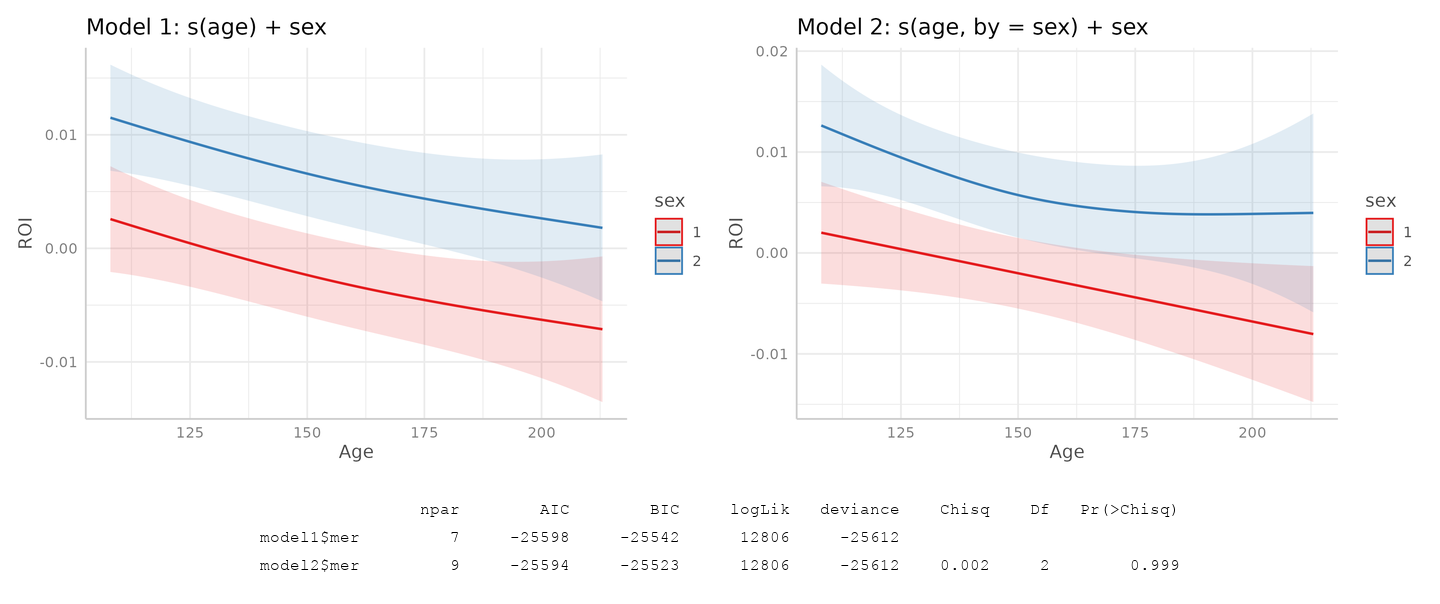 Model 1: s(age) + sex
ROI
0.01
0.00
-0.01
125 150 175 200
Age
sex
1
2
Model 2: s(age, by = sex) + sex
ROI
0.02
0.01
0.00
-0.01
125 150 175 200
Age
sex
1
2
npar AIC BIC logLik deviance Chisq Df Pr(>Chisq)
model1$mer 7 -25598 -25542 12806 -25612
model2$mer 9 -25594 -25523 12806 -25612 0.002 2 0.999